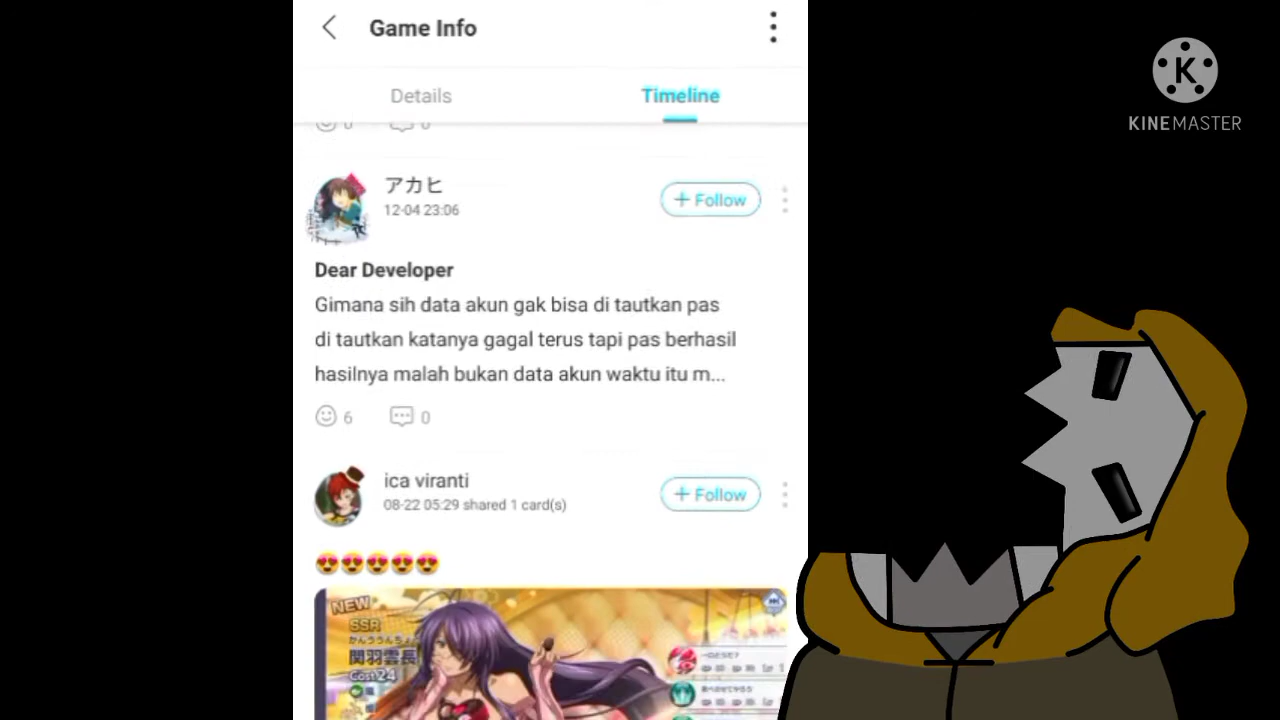 Game Info
Details
Timeline
KINEMASTER
アカヒ
12-04 23:06
+ Follow
Dear Developer
Gimana sih data akun gak bisa di tautkan pas
di tautkan katanya gagal terus tapi pas berhasil
hasilnya malah bukan data akun waktu itu m...
6
0
ica viranti
08-22 05:29 shared 1 card(s)
+ Follow
NEW
SSR
関羽雲長
Cost 24